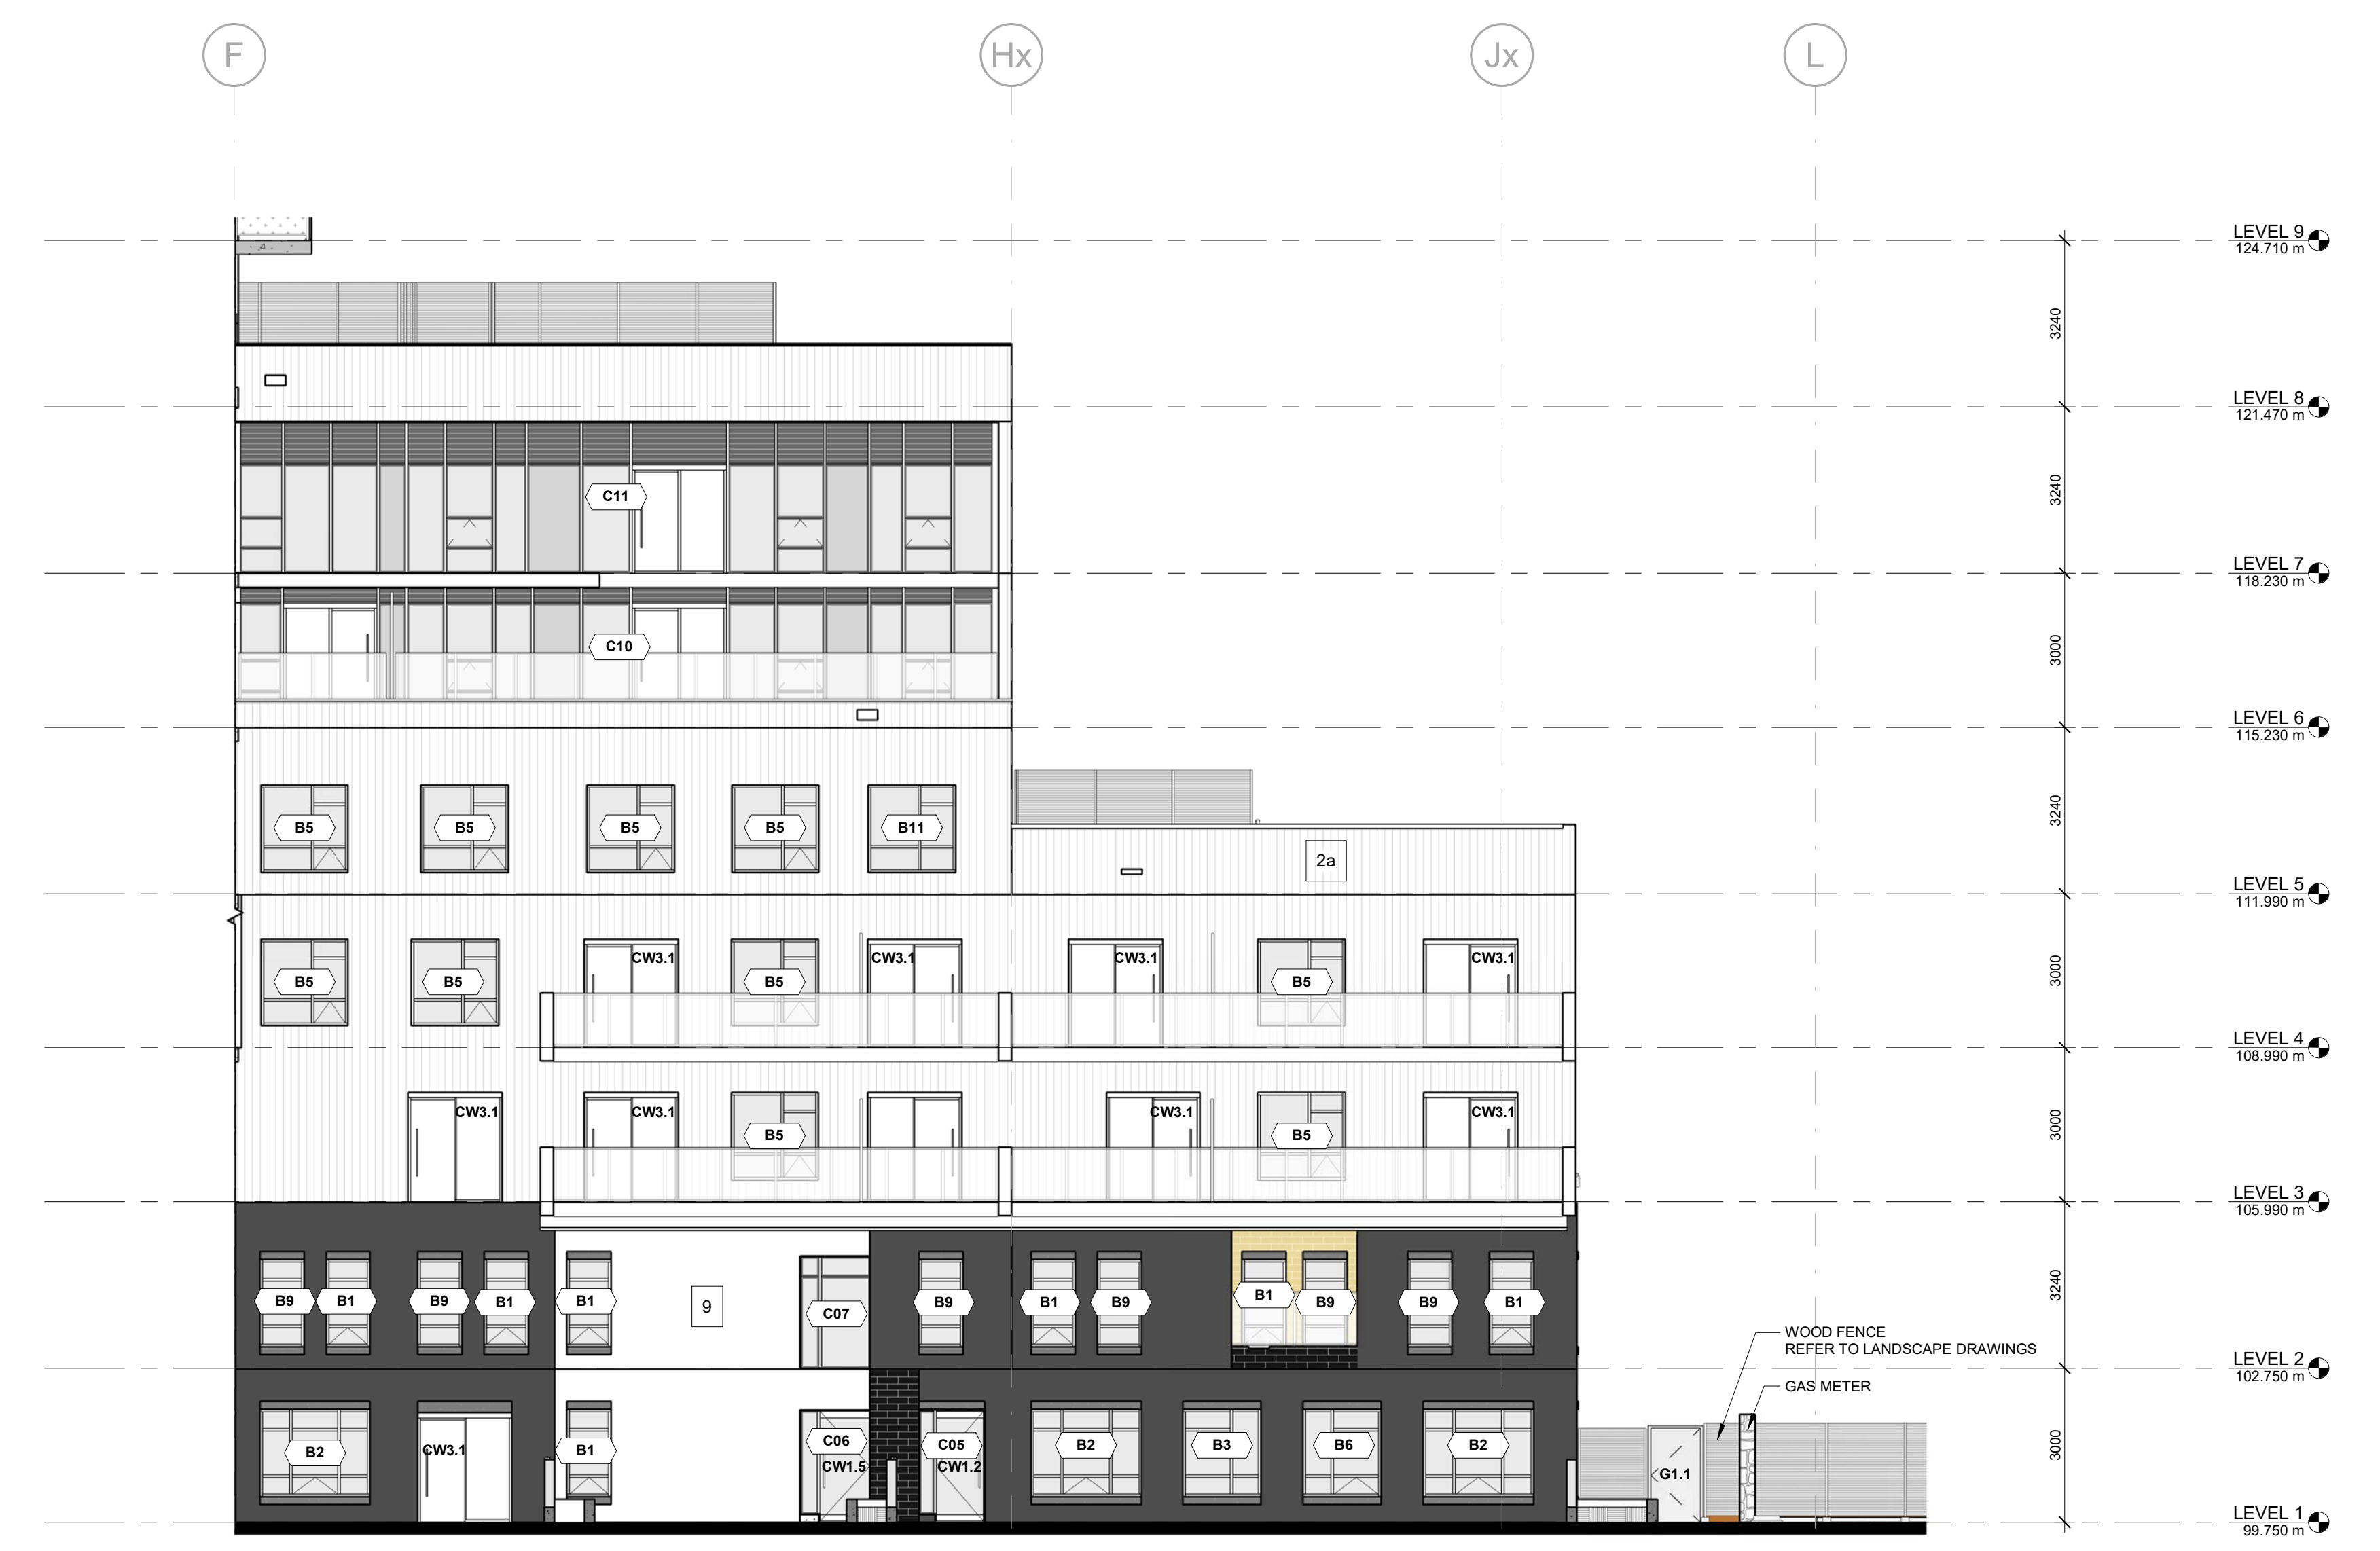 F
Hx
Jx
L
LEVEL 9
124.710 m
3240
LEVEL 8
121.470 m
C11
3240
LEVEL 7
118.230 m
C10
3000
LEVEL 6
115.230 m
B5
B5
B5
B5
B11
2a
3240
LEVEL 5
111.990 m
CW3.1
CW3.1
CW3.1
CW3.1
B5
B5
B5
B5
3000
LEVEL 4
108.990 m
CW3.1
CW3.1
CW3.1
CW3.1
B5
B5
3000
LEVEL 3
105.990 m
B9
B1
B9
B1
B1
9
C07
B9
B1
B9
B1
B9
B9
B1
3240
WOOD FENCE
REFER TO LANDSCAPE DRAWINGS
LEVEL 2
102.750 m
GAS METER
B2
CW3.1
B1
C06
CW1.5
C05
CW1.2
B2
B3
B6
B2
G1.1
3000
LEVEL 1
99.750 m